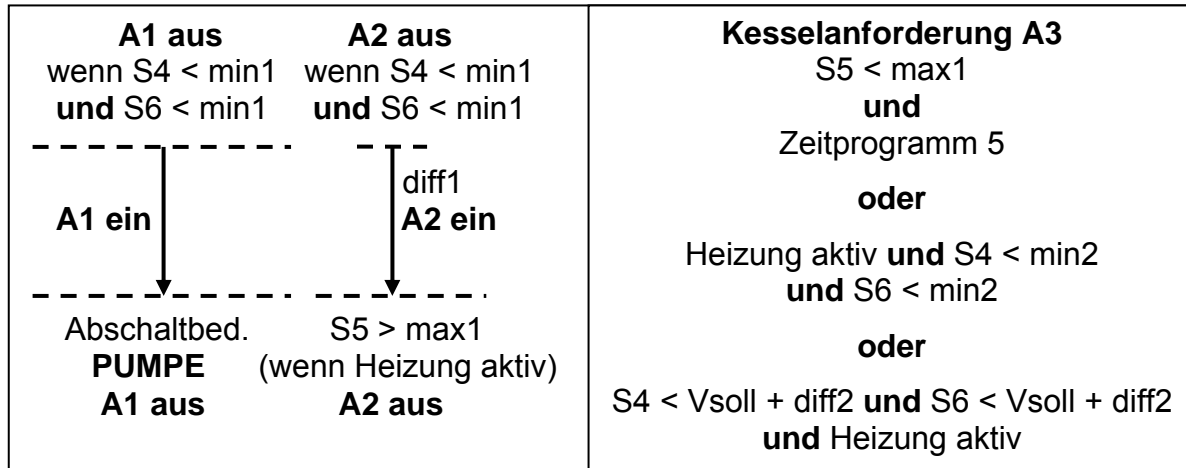 A1 aus
wenn S4 < min1
und S6 < min1
A2 aus
wenn S4 < min1
und S6 < min1
A1 ein
diff1
A2 ein
Abschaltbed.
PUMPE
A1 aus
S5 > max1
(wenn Heizung aktiv)
A2 aus
Kesselanforderung A3
S5 < max1
und
Zeitprogramm 5
oder
Heizung aktiv und S4 < min2
und S6 < min2
oder
S4 < Vsoll + diff2 und S6 < Vsoll + diff2
und Heizung aktiv